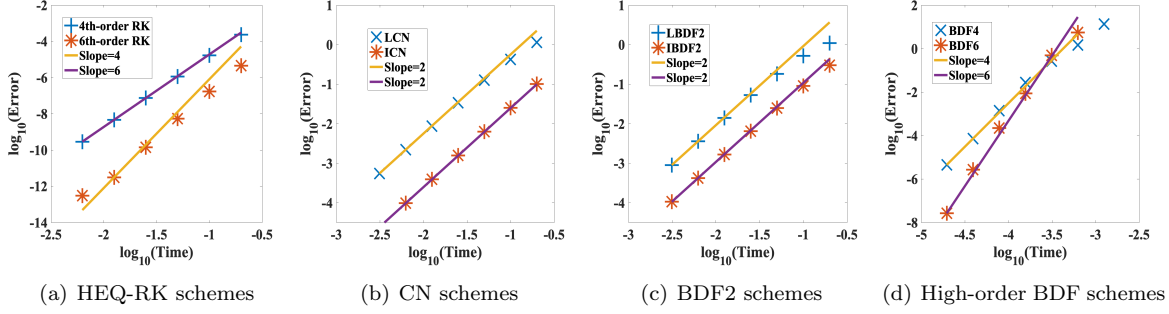 -2
-4
-6
-8
-10
-12
-14
log10(Error)
4th-order RK
6th-order RK
Slope=4
Slope=6
-2.5 -2 -1.5 -1 -0.5
log10(Time)
(a) HEQ-RK schemes
1
0
-1
-2
-3
-4
log10(Error)
LCN
ICN
Slope=2
Slope=2
-3 -2.5 -2 -1.5 -1 -0.5
log10(Time)
(b) CN schemes
1
0
-1
-2
-3
-4
log10(Error)
LBDF2
IBDF2
Slope=2
Slope=2
-3 -2.5 -2 -1.5 -1 -0.5
log10(Time)
(c) BDF2 schemes
2
0
-2
-4
-6
-8
log10(Error)
BDF4
BDF6
Slope=4
Slope=6
-5 -4.5 -4 -3.5 -3 -2.5
log10(Time)
(d) High-order BDF schemes